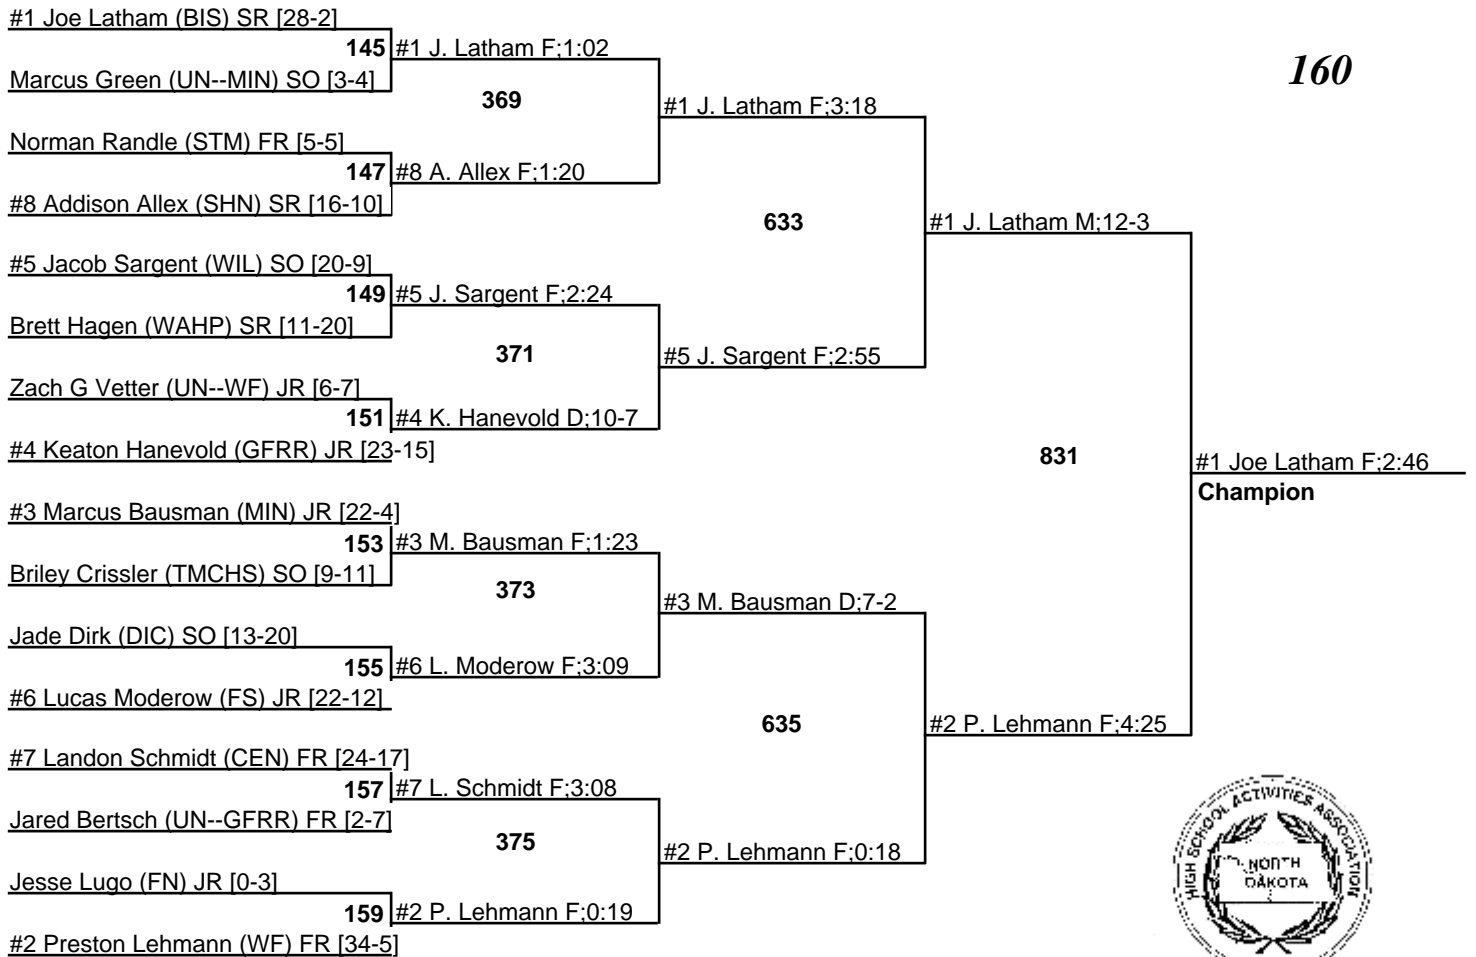 #1 Joe Latham (BIS) SR [28-2]
145 #1 J. Latham F;1:02
160
Marcus Green (UN--MIN) SO [3-4]
369
#1 J. Latham F;3:18
Norman Randle (STM) FR [5-5]
147 #8 A. Allex F;1:20
#8 Addison Allex (SHN) SR [16-10]
633
#1 J. Latham M;12-3
#5 Jacob Sargent (WIL) SO [20-9]
149 #5 J. Sargent F;2:24
Brett Hagen (WAHP) SR [11-20]
371
#5 J. Sargent F;2:55
Zach G Vetter (UN--WF) JR [6-7]
151 #4 K. Hanevold D;10-7
#4 Keaton Hanevold (GFRR) JR [23-15]
831
#1 Joe Latham F;2:46
Champion
#3 Marcus Bausman (MIN) JR [22-4]
153 #3 M. Bausman F;1:23
Briley Crissler (TMCHS) SO [9-11]
373
#3 M. Bausman D;7-2
Jade Dirk (DIC) SO [13-20]
155 #6 L. Moderow F;3:09
#6 Lucas Moderow (FS) JR [22-12]
635
#2 P. Lehmann F;4:25
#7 Landon Schmidt (CEN) FR [24-17]
157 #7 L. Schmidt F;3:08
Jared Bertsch (UN--GFRR) FR [2-7]
375
#2 P. Lehmann F;0:18
Jesse Lugo (FN) JR [0-3]
159 #2 P. Lehmann F;0:19
#2 Preston Lehmann (WF) FR [34-5]
HIGH SCHOOL ACTIVITIES ASSOCIATION
NORTH
DAKOTA